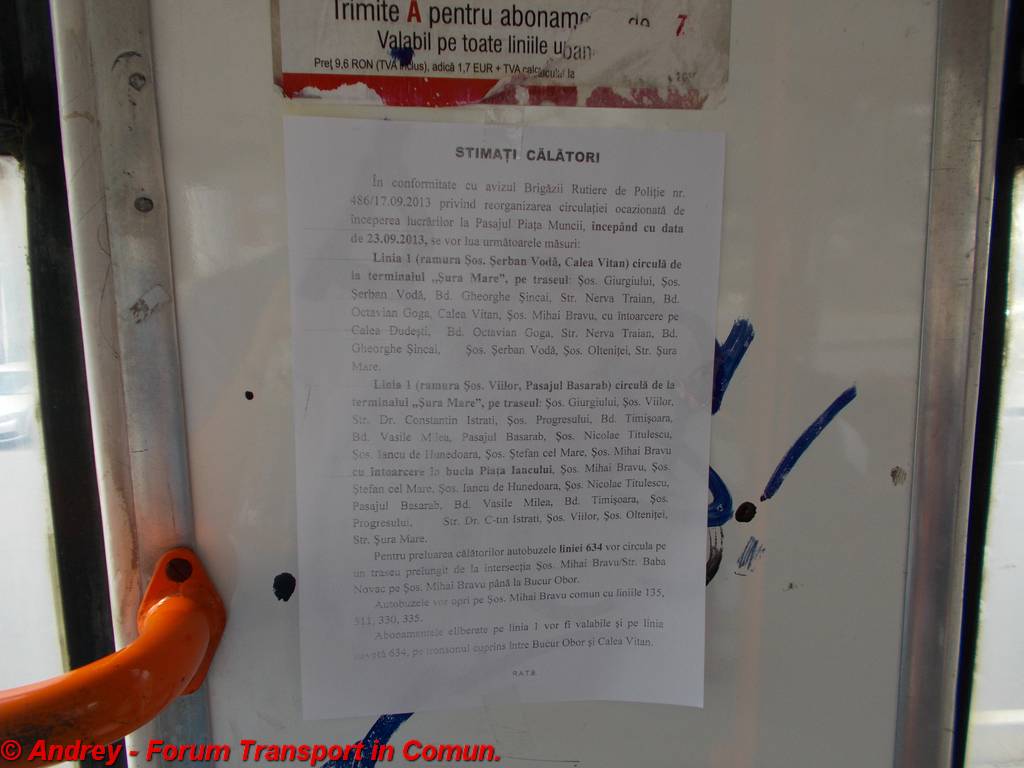 Trimite A pentru abonam 7
Valabil pe toate liniile urban
Preț 9,6 RON (TVA inclus), adică 1,7 EUR + TVA calculat la
STIMAȚI CĂLĂTORI
În conformitate cu avizul Brigăzii Rutiere de Poliție nr.
486/17.09.2013 privind reorganizarea circulației ocazionată de
începerea lucrărilor la Pasajul Piața Muncii, începând cu data
de 23.09.2013, se vor lua următoarele măsuri:
Linia 1 (ramura Șos. Șerban Vodă, Calea Vitan) circulă de
la terminalul „Șura Mare", pe traseul: Șos. Giurgiului, Șos.
Șerban Vodă, Bd. Gheorghe Șincai, Str. Nerva Traian, Bd.
Octavian Goga, Calea Vitan, Șos. Mihai Bravu, cu întoarcere pe
Calea Dudești, Bd. Octavian Goga, Str. Nerva Traian, Bd.
Gheorghe Șincai, Șos. Șerban Vodă, Șos. Olteniței, Str. Șura
Mare.
Linia 1 (ramura Șos. Viilor, Pasajul Basarab) circulă de la
terminalul „Șura Mare", pe traseul: Șos. Giurgiului, Șos. Viilor,
Str. Dr. Constantin Istrati, Șos. Progresului, Bd. Timișoara,
Bd. Vasile Milea, Pasajul Basarab, Șos. Nicolae Titulescu,
Șos. Iancu de Hunedoara, Șos. Ștefan cel Mare, Șos. Mihai Bravu
cu întoarcere la bucla Piața Iancului, Șos. Mihai Bravu, Șos.
Ștefan cel Mare, Șos. Iancu de Hunedoara, Șos. Nicolae Titulescu,
Pasajul Basarab, Bd. Vasile Milea, Bd. Timișoara, Șos.
Progresului, Str. Dr. C-tin Istrati, Șos. Viilor, Șos. Olteniței,
Str. Șura Mare.
Pentru preluarea călătorilor autobuzele liniei 634 vor circula pe
un traseu prelungit de la intersecția Șos. Mihai Bravu/Str. Baba
Novac pe Șos. Mihai Bravu până la Bucur Obor.
Autobuzele vor opri pe Șos. Mihai Bravu comun cu liniile 135,
311, 330, 335.
Abonamentele eliberate pe linia 1 vor fi valabile și pe linia
navetă 634, pe tronsonul cuprins între Bucur Obor și Calea Vitan.
RATB
© Andrey - Forum Transport in Comun.